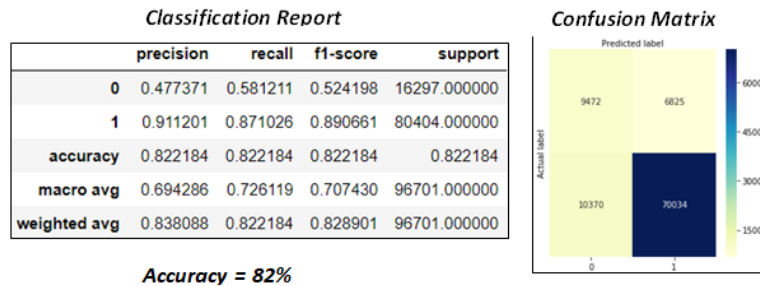 Classification Report
precision recall f1-score support
0 0.477371 0.581211 0.524198 16297.000000
1 0.911201 0.871026 0.890661 80404.000000
accuracy 0.822184 0.822184 0.822184 0.822184
macro avg 0.694286 0.726119 0.707430 96701.000000
weighted avg 0.838088 0.822184 0.828901 96701.000000
Accuracy = 82%
Confusion Matrix
Predicted label
Actual label
9472 6825
10370 70034
0 1
6000
4500
3000
1500